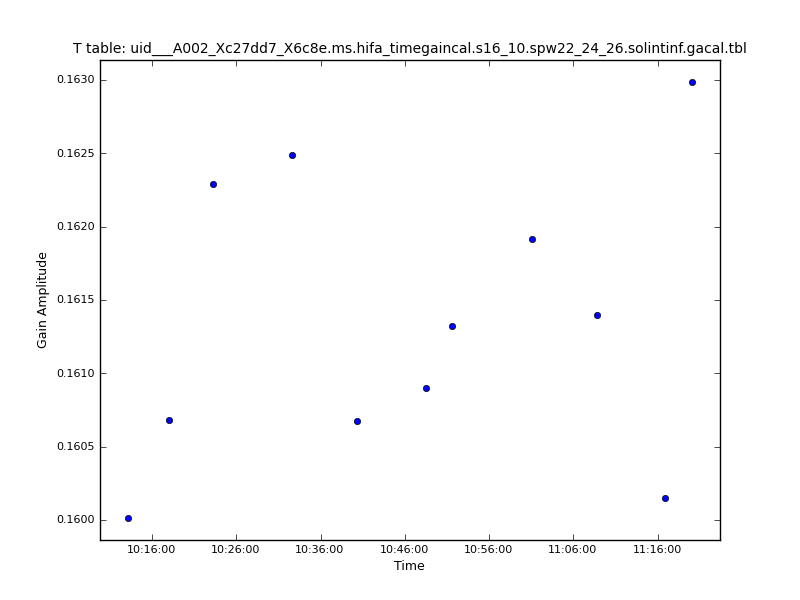 T table: uid___A002_Xc27dd7_X6c8e.ms.hifa_timegaincal.s16_10.spw22_24_26.solintinf.gacal.tbl
0.1630
0.1625
0.1620
0.1615
0.1610
0.1605
0.1600
Gain Amplitude
10:16:00 10:26:00 10:36:00 10:46:00 10:56:00 11:06:00 11:16:00
Time